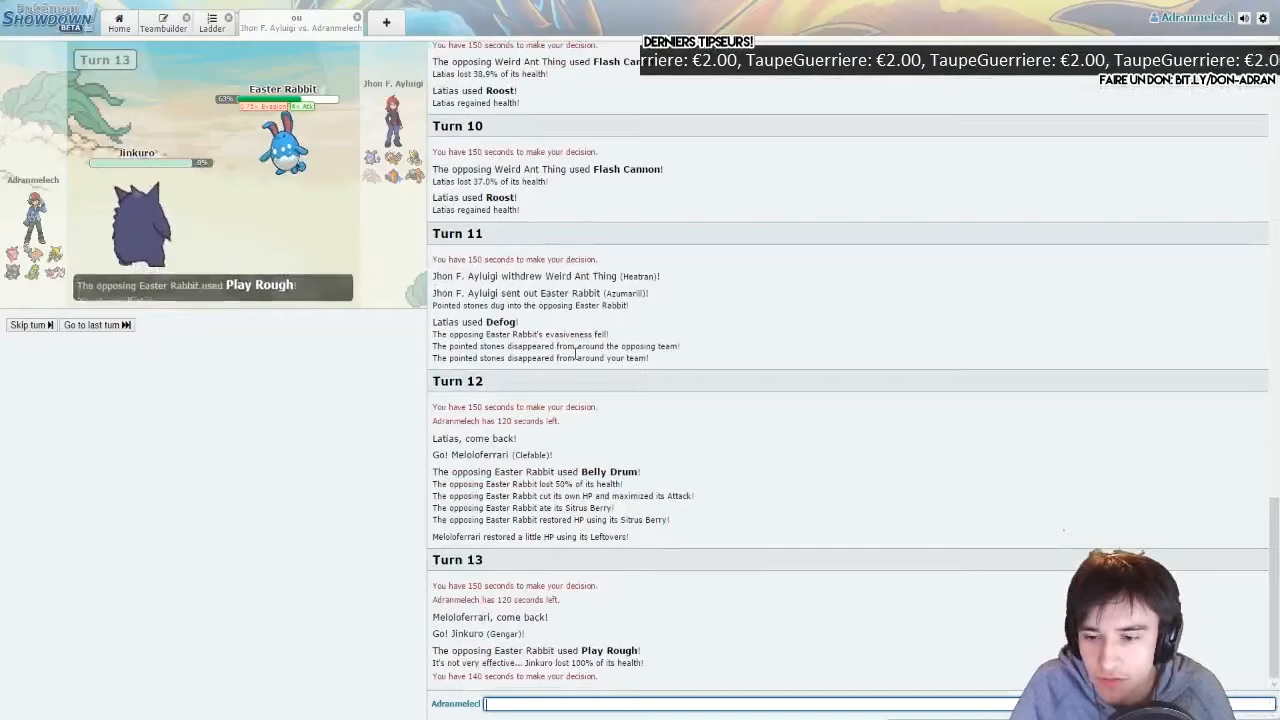 Pokémon
SHOWDOWN
BETA
Home
Teambuilder
Ladder
ou
Jhon F. Ayluigi vs. Adranmelech
+
Adranmelech
DERNIERS TIPSEURS!
riere: €2.00, TaupeGuerriere: €2.00, TaupeGuerriere: €2.00, TaupeGuerriere: €2.0
FAIRE UN DON: BIT.LY/DON-ADRAN
Turn 13
Easter Rabbit
63%
0.75× Evasion 4× Atk
Jhon F. Ayluigi
Jinkuro
0%
Adranmelech
The opposing Easter Rabbit used Play Rough!
Skip turn
Go to last turn
You have 150 seconds to make your decision.
The opposing Weird Ant Thing used Flash Can
Latias lost 38.9% of its health!
Latias used Roost!
Latias regained health!
Turn 10
You have 150 seconds to make your decision.
The opposing Weird Ant Thing used Flash Cannon!
Latias lost 37.0% of its health!
Latias used Roost!
Latias regained health!
Turn 11
You have 150 seconds to make your decision.
Jhon F. Ayluigi withdrew Weird Ant Thing (Heatran)!
Jhon F. Ayluigi sent out Easter Rabbit (Azumarill)!
Pointed stones dug into the opposing Easter Rabbit!
Latias used Defog!
The opposing Easter Rabbit's evasiveness fell!
The pointed stones disappeared from around the opposing team!
The pointed stones disappeared from around your team!
Turn 12
You have 150 seconds to make your decision.
Adranmelech has 120 seconds left.
Latias, come back!
Go! Meloloferrari (Clefable)!
The opposing Easter Rabbit used Belly Drum!
The opposing Easter Rabbit lost 50% of its health!
The opposing Easter Rabbit cut its own HP and maximized its Attack!
The opposing Easter Rabbit ate its Sitrus Berry!
The opposing Easter Rabbit restored HP using its Sitrus Berry!
Meloloferrari restored a little HP using its Leftovers!
Turn 13
You have 150 seconds to make your decision.
Adranmelech has 120 seconds left.
Meloloferrari, come back!
Go! Jinkuro (Gengar)!
The opposing Easter Rabbit used Play Rough!
It's not very effective... Jinkuro lost 100% of its health!
You have 140 seconds to make your decision.
Adranmelecl